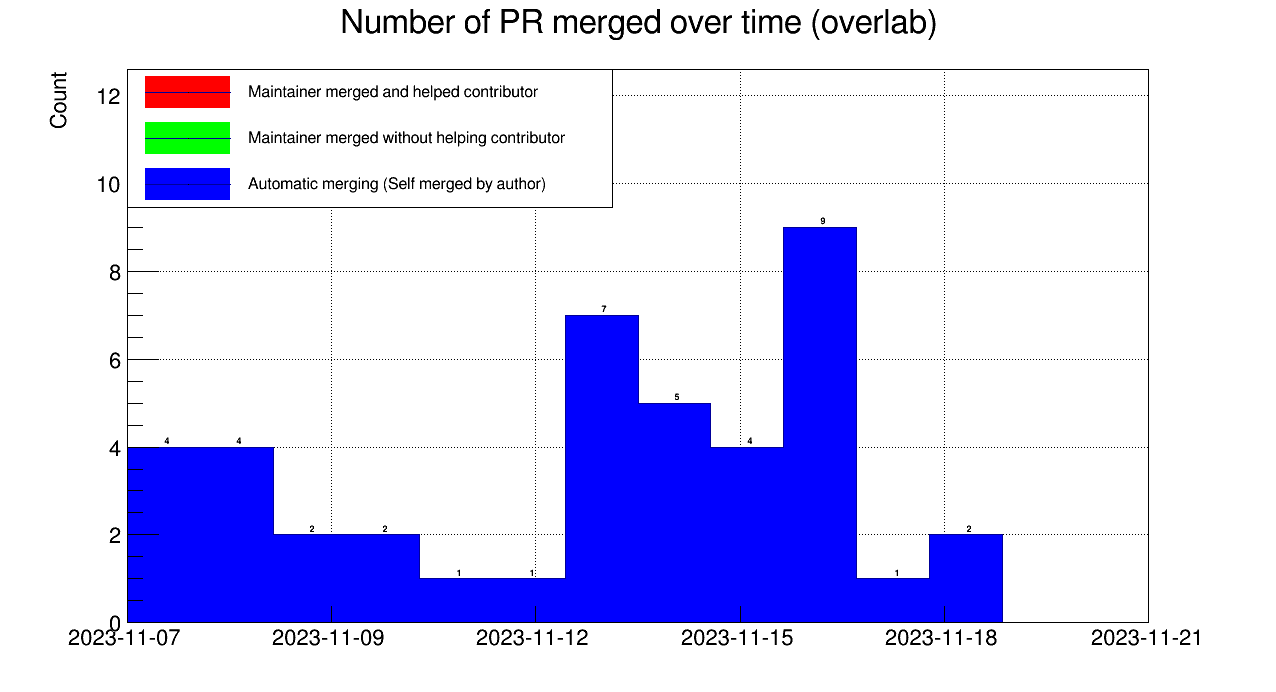 Number of PR merged over time (overlab)
Count
Maintainer merged and helped contributor
Maintainer merged without helping contributor
Automatic merging (Self merged by author)
12
10
8
6
4
2
0
4 4 2 2 1 1 7 5 4 9 1 2
2023-11-07 2023-11-09 2023-11-12 2023-11-15 2023-11-18 2023-11-21